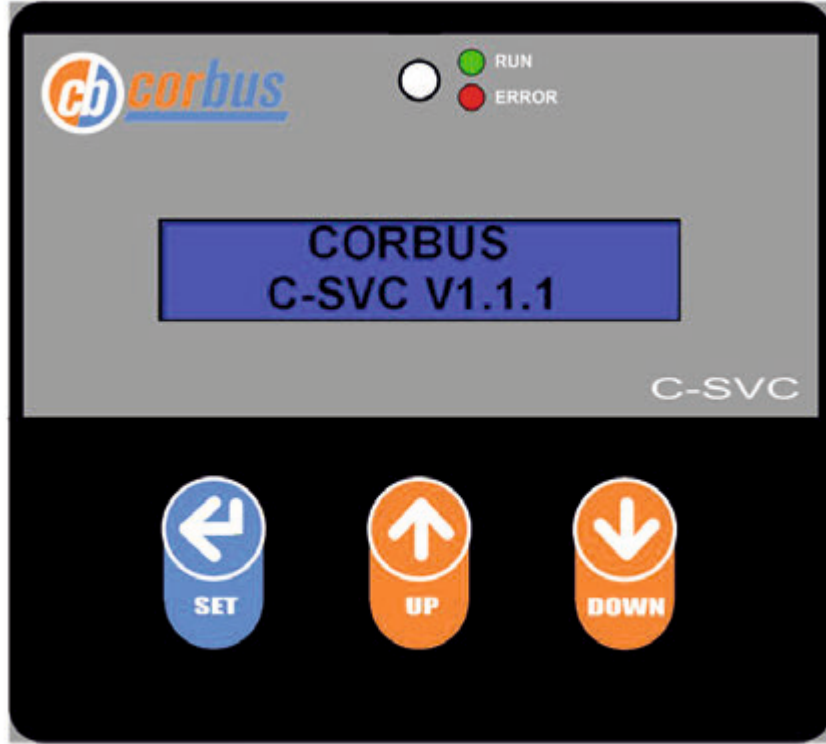 cb corbus
RUN
ERROR
CORBUS
C-SVC V1.1.1
C-SVC
SET
UP
DOWN